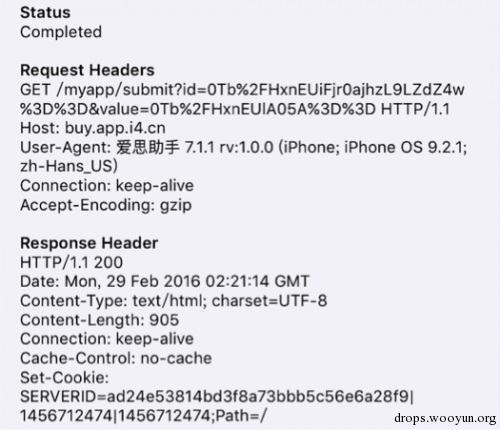 Status
Completed
Request Headers
GET /myapp/submit?id=0Tb%2FHxnEUiFjr0ajhzL9LZdZ4w
%3D%3D&value=0Tb%2FHxnEUIA05A%3D%3D HTTP/1.1
Host: buy.app.i4.cn
User-Agent: 爱思助手 7.1.1 rv:1.0.0 (iPhone; iPhone OS 9.2.1;
zh-Hans_US)
Connection: keep-alive
Accept-Encoding: gzip
Response Header
HTTP/1.1 200
Date: Mon, 29 Feb 2016 02:21:14 GMT
Content-Type: text/html; charset=UTF-8
Content-Length: 905
Connection: keep-alive
Cache-Control: no-cache
Set-Cookie:
SERVERID=ad24e53814bd3f8a73bbb5c56e6a28f9|
1456712474|1456712474;Path=/
drops.wooyun.org